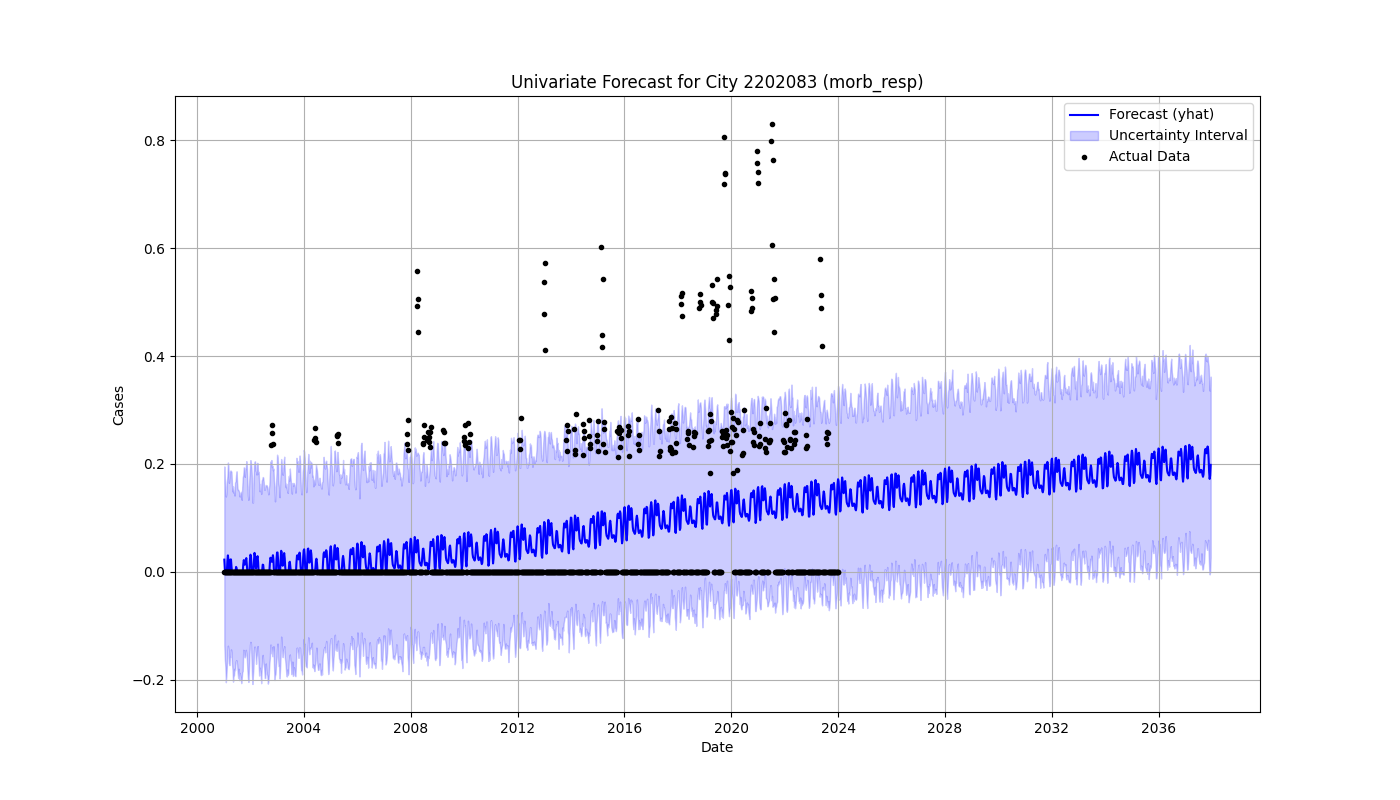 Univariate Forecast for City 2202083 (morb_resp)
Forecast (yhat)
Uncertainty Interval
Actual Data
Cases
0.8
0.6
0.4
0.2
0.0
−0.2
2000 2004 2008 2012 2016 2020 2024 2028 2032 2036
Date